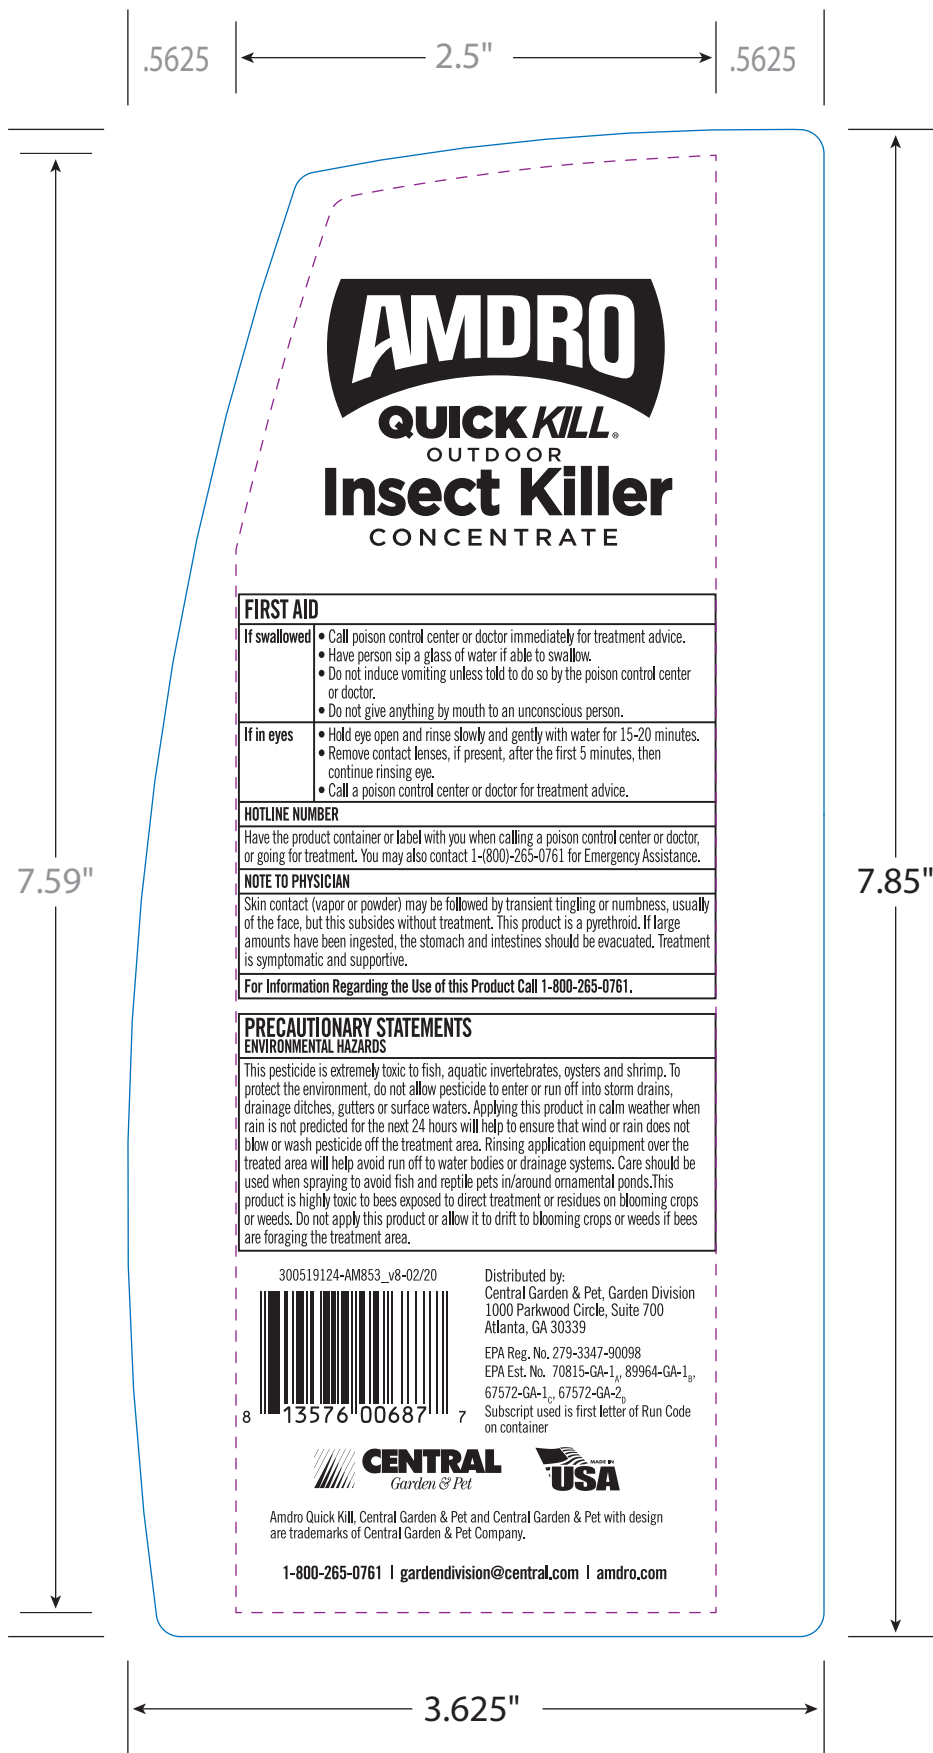 .5625
2.5"
.5625
AMDRO
QUICK KILL®
OUTDOOR
Insect Killer
CONCENTRATE
FIRST AID
If swallowed
• Call poison control center or doctor immediately for treatment advice.
• Have person sip a glass of water if able to swallow.
• Do not induce vomiting unless told to do so by the poison control center
or doctor.
• Do not give anything by mouth to an unconscious person.
If in eyes
• Hold eye open and rinse slowly and gently with water for 15-20 minutes.
• Remove contact lenses, if present, after the first 5 minutes, then
continue rinsing eye.
• Call a poison control center or doctor for treatment advice.
HOTLINE NUMBER
Have the product container or label with you when calling a poison control center or doctor,
or going for treatment. You may also contact 1-(800)-265-0761 for Emergency Assistance.
7.59"
7.85"
NOTE TO PHYSICIAN
Skin contact (vapor or powder) may be followed by transient tingling or numbness, usually
of the face, but this subsides without treatment. This product is a pyrethroid. If large
amounts have been ingested, the stomach and intestines should be evacuated. Treatment
is symptomatic and supportive.
For Information Regarding the Use of this Product Call 1-800-265-0761.
PRECAUTIONARY STATEMENTS
ENVIRONMENTAL HAZARDS
This pesticide is extremely toxic to fish, aquatic invertebrates, oysters and shrimp. To
protect the environment, do not allow pesticide to enter or run off into storm drains,
drainage ditches, gutters or surface waters. Applying this product in calm weather when
rain is not predicted for the next 24 hours will help to ensure that wind or rain does not
blow or wash pesticide off the treatment area. Rinsing application equipment over the
treated area will help avoid run off to water bodies or drainage systems. Care should be
used when spraying to avoid fish and reptile pets in/around ornamental ponds.This
product is highly toxic to bees exposed to direct treatment or residues on blooming crops
or weeds. Do not apply this product or allow it to drift to blooming crops or weeds if bees
are foraging the treatment area.
300519124-AM853_v8-02/20
8 13576 00687 7
Distributed by:
Central Garden & Pet, Garden Division
1000 Parkwood Circle, Suite 700
Atlanta, GA 30339
EPA Reg. No. 279-3347-90098
EPA Est. No. 70815-GA-1A, 89964-GA-1B,
67572-GA-1C, 67572-GA-2D
Subscript used is first letter of Run Code
on container
CENTRAL
Garden & Pet
MADE IN
USA
Amdro Quick Kill, Central Garden & Pet and Central Garden & Pet with design
are trademarks of Central Garden & Pet Company.
1-800-265-0761 | gardendivision@central.com | amdro.com
3.625"